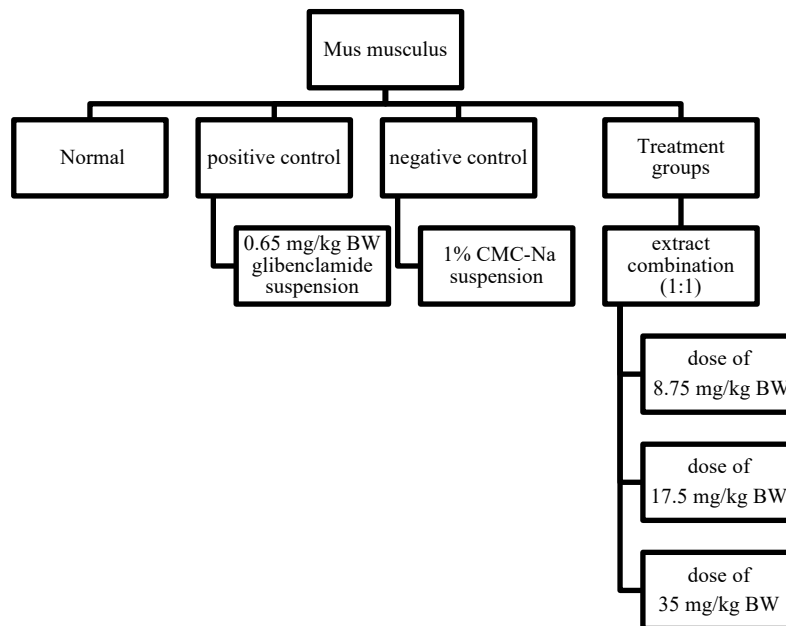 Mus musculus
Normal
positive control
negative control
Treatment
groups
0.65 mg/kg BW
glibenclamide
suspension
1% CMC-Na
suspension
extract
combination
(1:1)
dose of
8.75 mg/kg BW
dose of
17.5 mg/kg BW
dose of
35 mg/kg BW